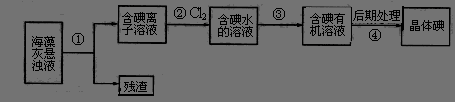 海藻
灰悬
浊液
①
含碘离
子溶液
② Cl₂
含碘水
的溶液
③
含碘有
机溶液
后期处理
④
晶体碘
残渣